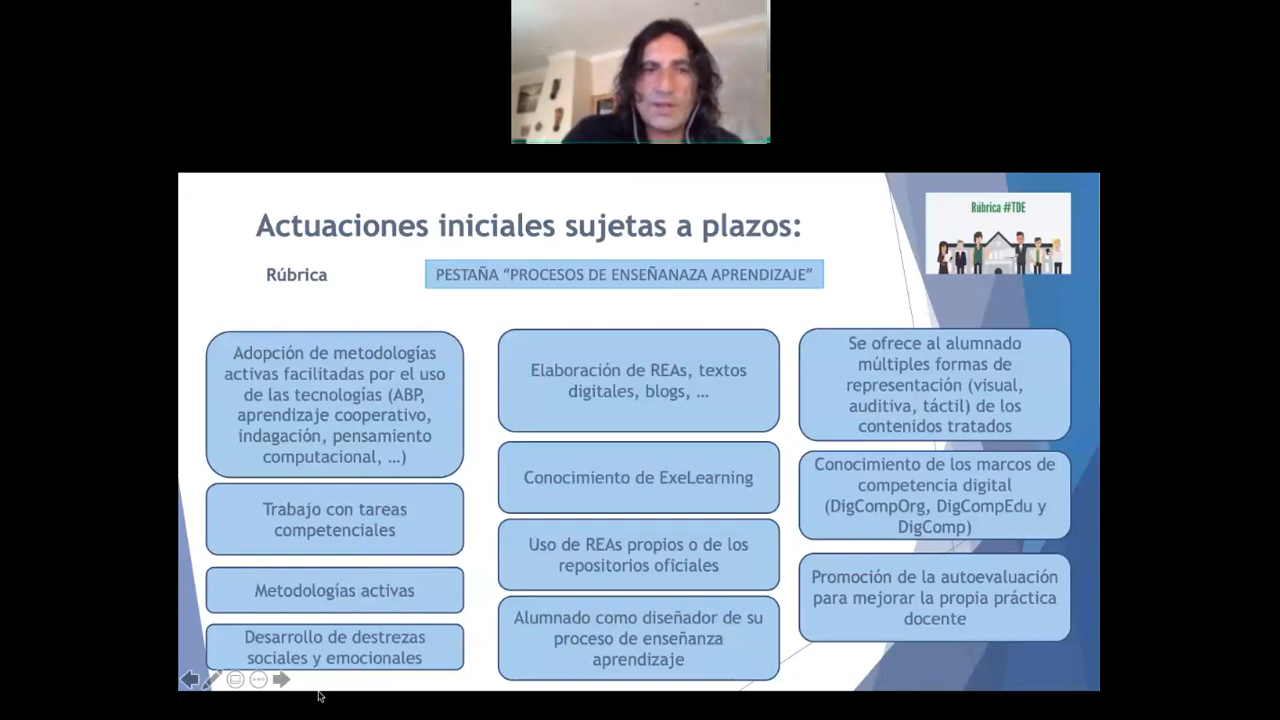 Actuaciones iniciales sujetas a plazos:
Rúbrica #TDE
Rúbrica
PESTAÑA “PROCESOS DE ENSEÑANAZA APRENDIZAJE”
Adopción de metodologías
activas facilitadas por el uso
de las tecnologías (ABP,
aprendizaje cooperativo,
indagación, pensamiento
computacional, …)
Trabajo con tareas
competenciales
Metodologías activas
Desarrollo de destrezas
sociales y emocionales
Elaboración de REAs, textos
digitales, blogs, …
Conocimiento de ExeLearning
Uso de REAs propios o de los
repositorios oficiales
Alumnado como diseñador de su
proceso de enseñanza
aprendizaje
Se ofrece al alumnado
múltiples formas de
representación (visual,
auditiva, táctil) de los
contenidos tratados
Conocimiento de los marcos de
competencia digital
(DigCompOrg, DigCompEdu y
DigComp)
Promoción de la autoevaluación
para mejorar la propia práctica
docente